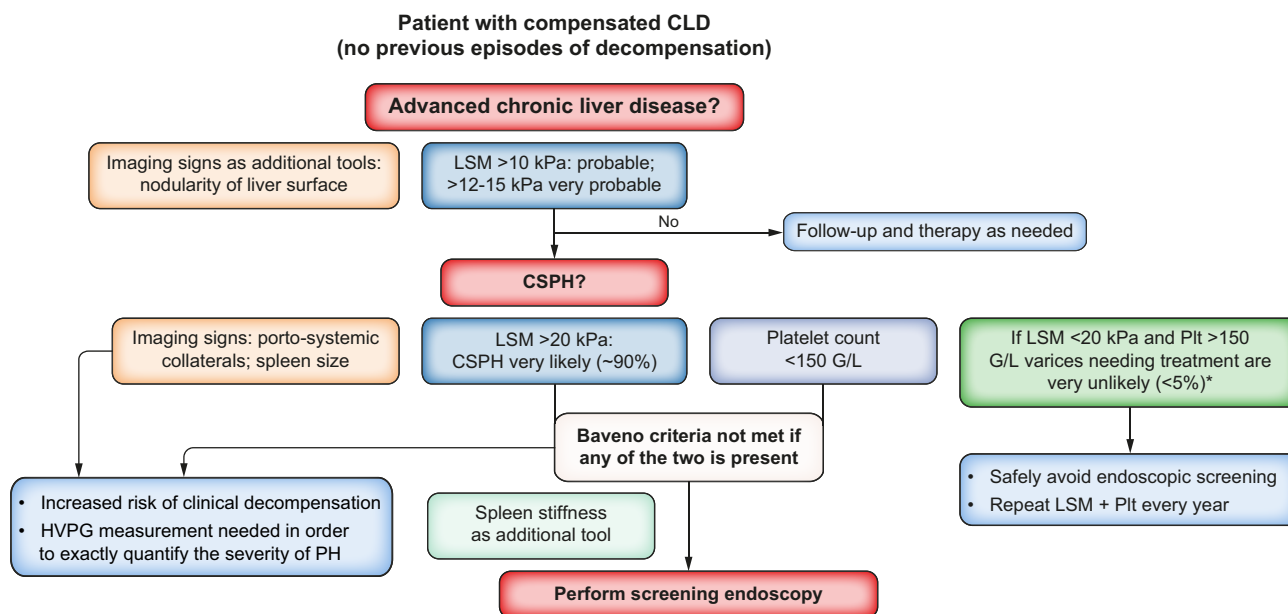 Patient with compensated CLD
(no previous episodes of decompensation)
Advanced chronic liver disease?
Imaging signs as additional tools:
nodularity of liver surface
LSM >10 kPa: probable;
>12-15 kPa very probable
No
Follow-up and therapy as needed
CSPH?
Imaging signs: porto-systemic
collaterals; spleen size
LSM >20 kPa:
CSPH very likely (~90%)
Platelet count
<150 G/L
If LSM <20 kPa and Plt >150
G/L varices needing treatment are
very unlikely (<5%)*
Baveno criteria not met if
any of the two is present
• Increased risk of clinical decompensation
• HVPG measurement needed in order
to exactly quantify the severity of PH
Spleen stiffness
as additional tool
• Safely avoid endoscopic screening
• Repeat LSM + Plt every year
Perform screening endoscopy